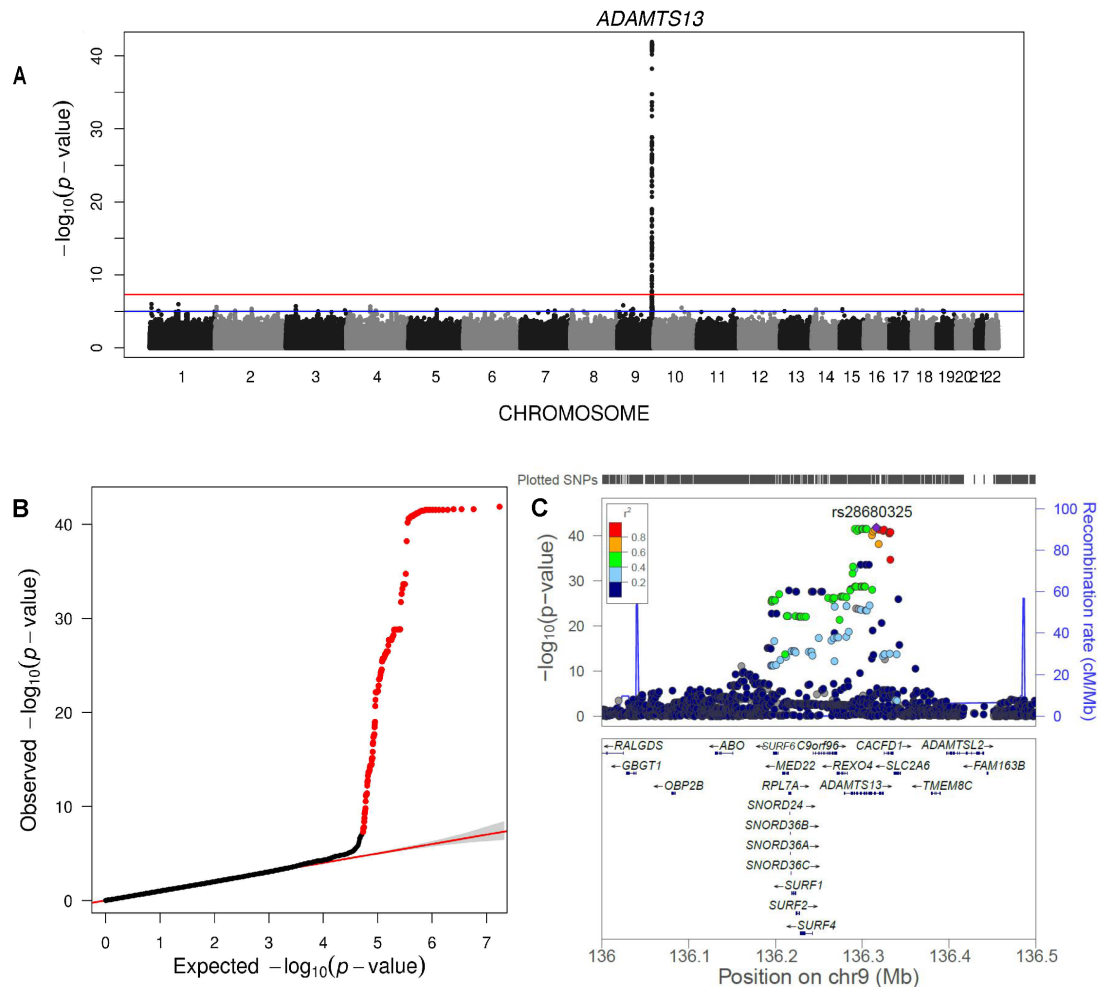 ADAMTS13
A
−log10(p−value)
0 10 20 30 40
1 2 3 4 5 6 7 8 9 10 11 12 13 14 15 16 17 18 19 20 21 22
CHROMOSOME
B
Observed −log10(p−value)
0 10 20 30 40
0 1 2 3 4 5 6 7
Expected −log10(p−value)
Plotted SNPs
C
rs28680325
r2
0.8
0.6
0.4
0.2
−log10(p−value)
0 10 20 30 40
Recombination rate (cM/Mb)
0 20 40 60 80 100
←RALGDS
←ABO
←SURF6
C9orf96→
CACFD1→
ADAMTSL2→
←GBGT1
←MED22
←REXO4
←SLC2A6
←FAM163B
←OBP2B
RPL7A→
ADAMTS13→
←TMEM8C
SNORD24→
SNORD36B→
SNORD36A→
SNORD36C→
←SURF1
SURF2→
←SURF4
136 136.1 136.2 136.3 136.4 136.5
Position on chr9 (Mb)